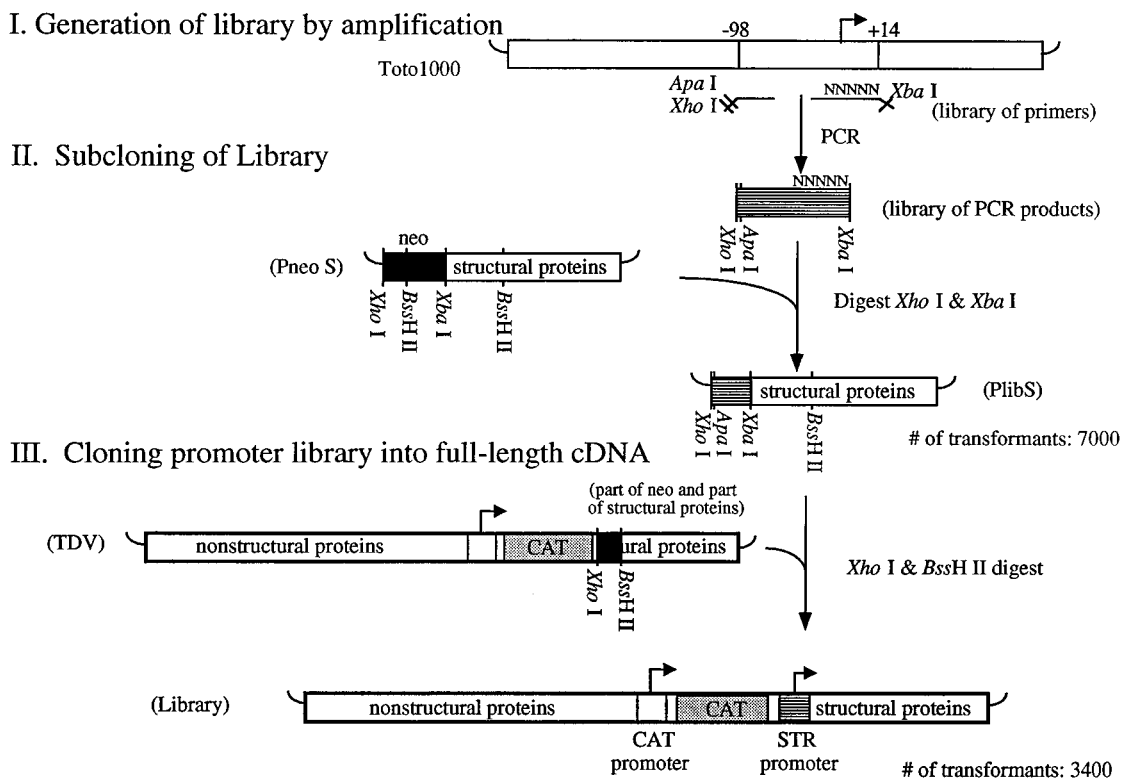 I. Generation of library by amplification
-98
+14
Toto1000
Apa I
Xho I
NNNNN
Xba I
(library of primers)
PCR
II. Subcloning of Library
NNNNN
(library of PCR products)
Xho I
Apa I
Xba I
neo
(Pneo S)
structural proteins
Xho I
BssH II
Xba I
BssH II
Digest Xho I & Xba I
structural proteins
(PlibS)
Xho I
Apa I
Xba I
BssH II
# of transformants: 7000
III. Cloning promoter library into full-length cDNA
(part of neo and part
of structural proteins)
(TDV)
nonstructural proteins
CAT
ural proteins
Xho I
BssH II
Xho I & BssH II digest
(Library)
nonstructural proteins
CAT
structural proteins
CAT
promoter
STR
promoter
# of transformants: 3400